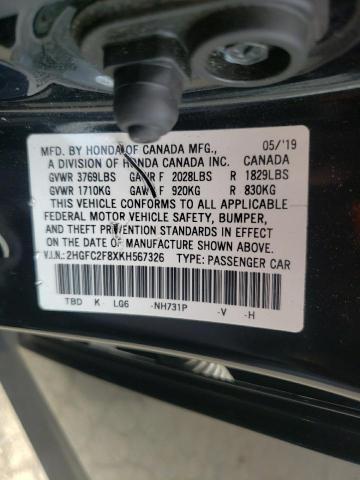 MFD. BY HONDA OF CANADA MFG., 05/'19
A DIVISION OF HONDA CANADA INC. CANADA
GVWR 3769LBS GAWR F 2028LBS R 1829LBS
GVWR 1710KG GAWR F 920KG R 830KG
THIS VEHICLE CONFORMS TO ALL APPLICABLE
FEDERAL MOTOR VEHICLE SAFETY, BUMPER,
AND THEFT PREVENTION STANDARDS IN EFFECT
ON THE DATE OF MANUFACTURE SHOWN ABOVE.
V.I.N.: 2HGFC2F8XKH567326 TYPE: PASSENGER CAR
TBD K LG6 -NH731P -V -H